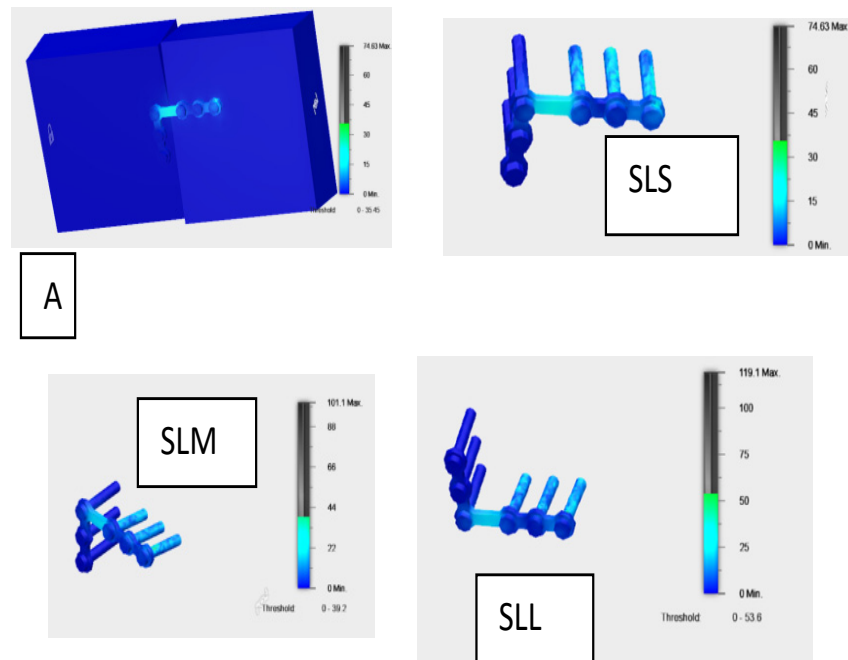 74.63 Max.
60
45
30
15
0 Min.
Threshold: 0 - 35.45
A
74.63 Max.
60
45
30
15
0 Min.
SLS
101.1 Max.
88
66
44
22
0 Min.
Threshold: 0 - 39.2
SLM
119.1 Max.
100
75
50
25
0 Min.
Threshold: 0 - 53.6
SLL